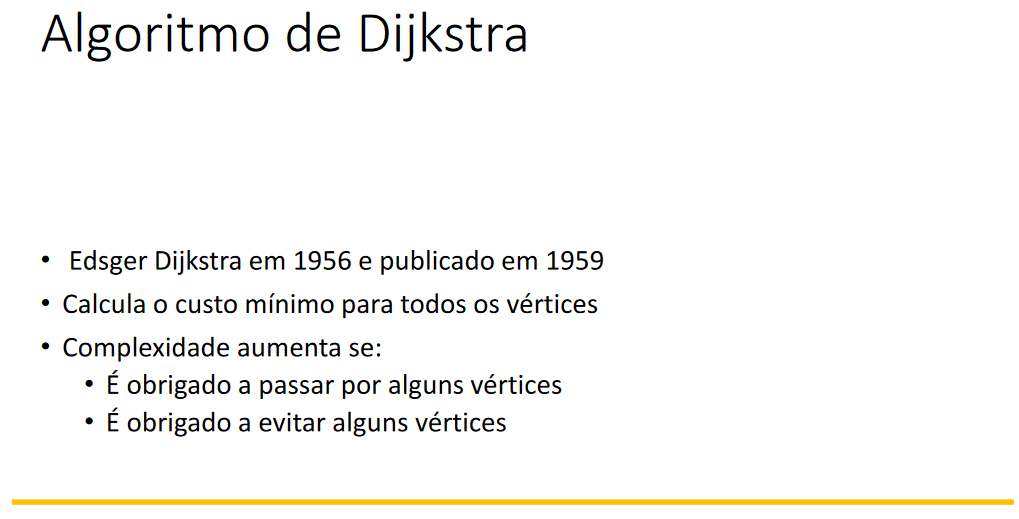 Algoritmo de Dijkstra
• Edsger Dijkstra em 1956 e publicado em 1959
• Calcula o custo mínimo para todos os vértices
• Complexidade aumenta se:
• É obrigado a passar por alguns vértices
• É obrigado a evitar alguns vértices